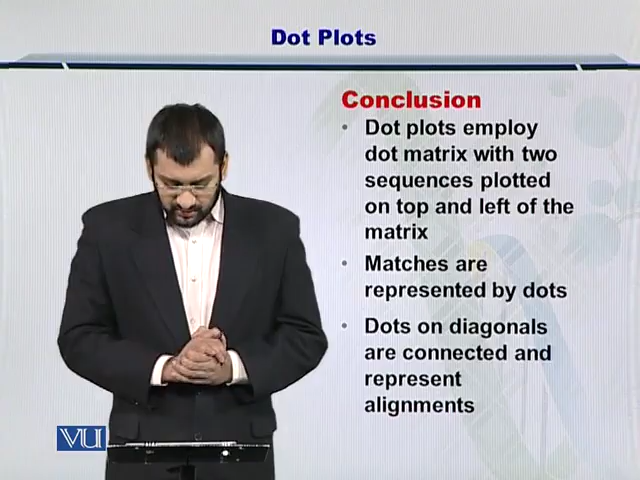 Dot Plots
Conclusion
• Dot plots employ
dot matrix with two
sequences plotted
on top and left of the
matrix
• Matches are
represented by dots
• Dots on diagonals
are connected and
represent
alignments
VU